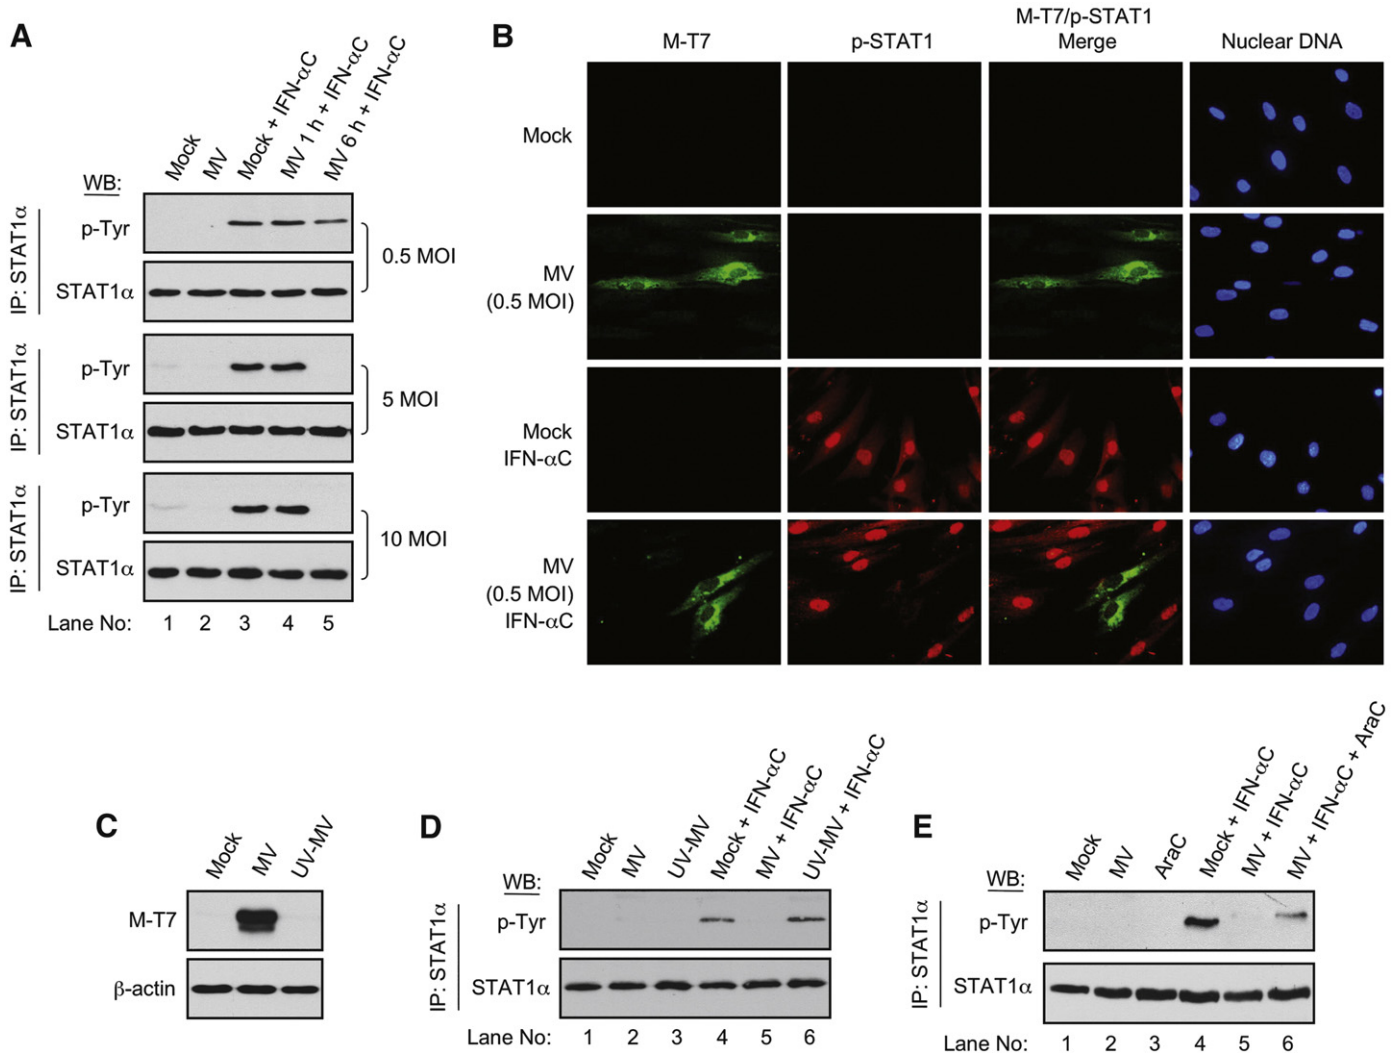 A
Mock
MV
Mock + IFN-αC
MV 1 h + IFN-αC
MV 6 h + IFN-αC
WB:
IP: STAT1α
p-Tyr
STAT1α
0.5 MOI
IP: STAT1α
p-Tyr
STAT1α
5 MOI
IP: STAT1α
p-Tyr
STAT1α
10 MOI
Lane No: 1 2 3 4 5
B
M-T7
p-STAT1
M-T7/p-STAT1
Merge
Nuclear DNA
Mock
MV
(0.5 MOI)
Mock
IFN-αC
MV
(0.5 MOI)
IFN-αC
C
Mock
MV
UV-MV
M-T7
β-actin
D
Mock
MV
UV-MV
Mock + IFN-αC
MV + IFN-αC
UV-MV + IFN-αC
WB:
IP: STAT1α
p-Tyr
STAT1α
Lane No: 1 2 3 4 5 6
E
Mock
MV
AraC
Mock + IFN-αC
MV + IFN-αC
MV + IFN-αC + AraC
WB:
IP: STAT1α
p-Tyr
STAT1α
Lane No: 1 2 3 4 5 6